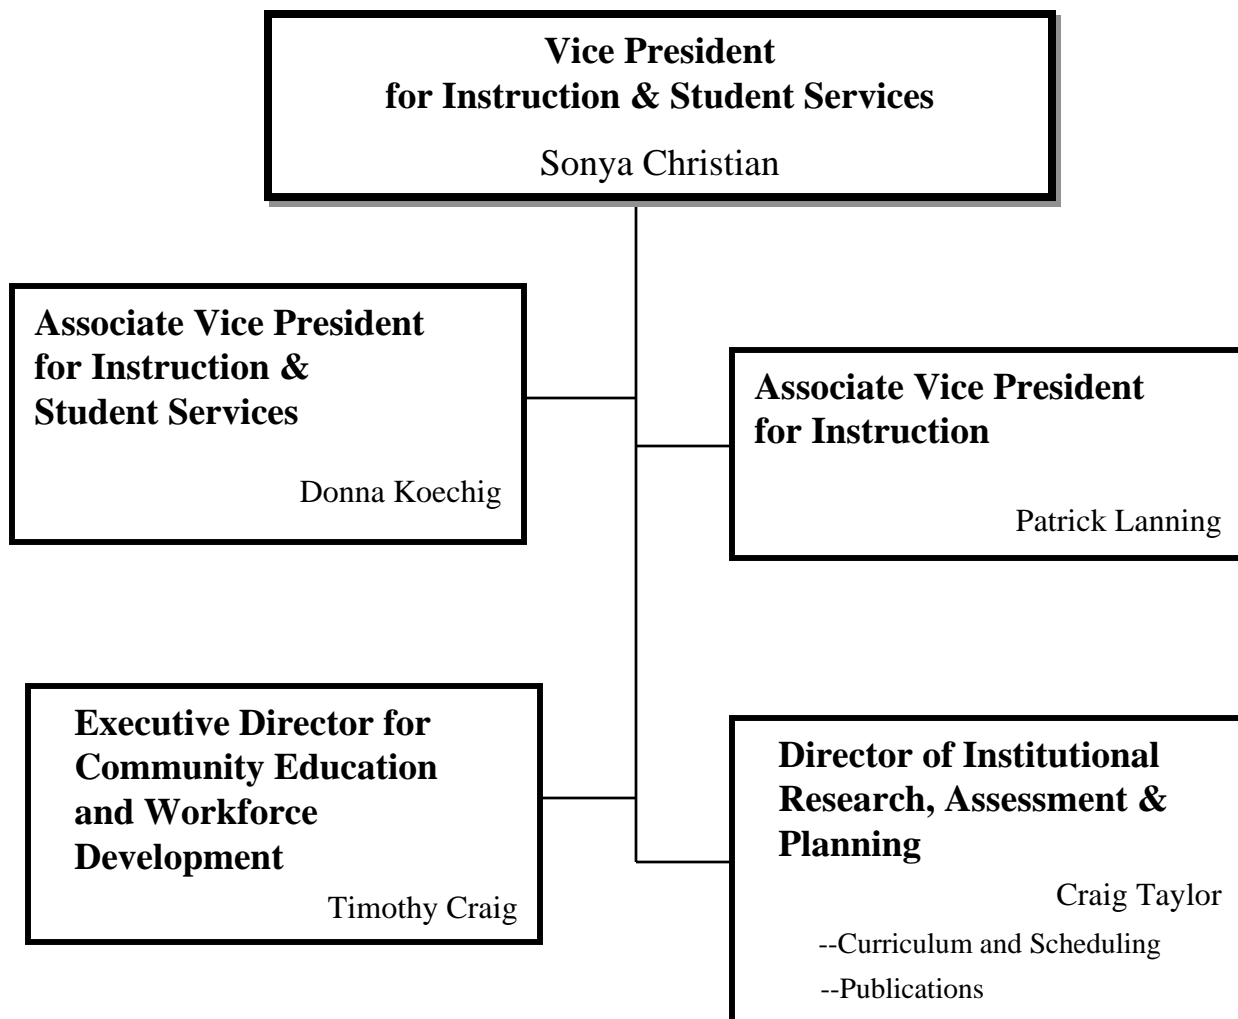 Vice President
for Instruction & Student Services
Sonya Christian
Associate Vice President
for Instruction &
Student Services
Donna Koechig
Associate Vice President
for Instruction
Patrick Lanning
Executive Director for
Community Education
and Workforce
Development
Timothy Craig
Director of Institutional
Research, Assessment &
Planning
Craig Taylor
--Curriculum and Scheduling
--Publications